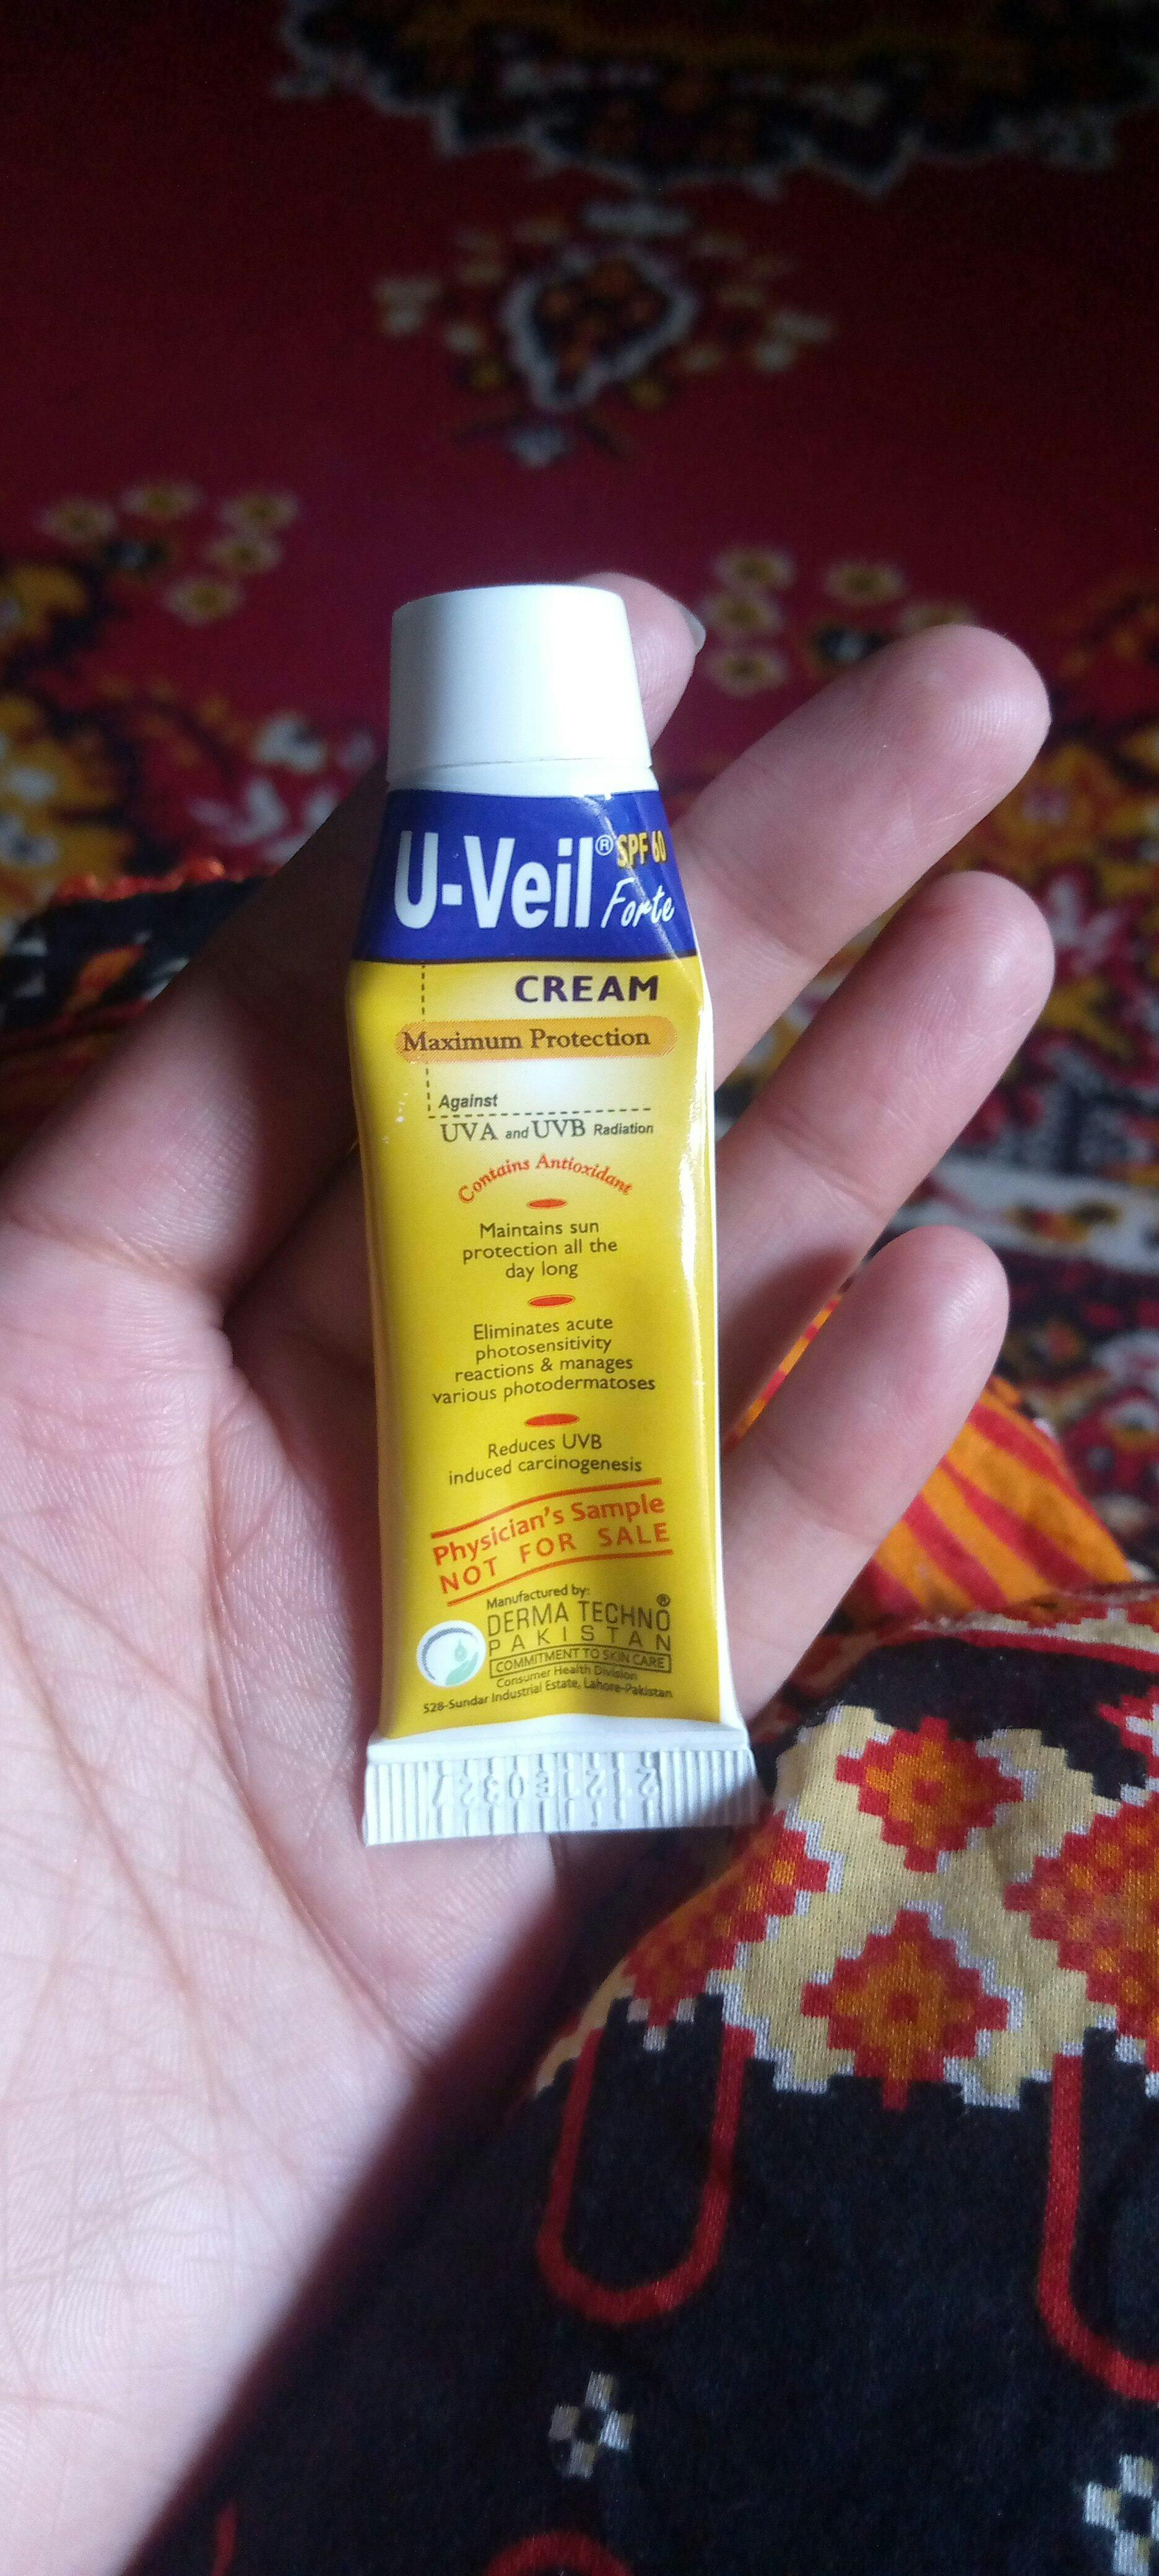 U-Veil® SPF 60
Forte
CREAM
Maximum Protection
Against
UVA and UVB Radiation
Contains Antioxidant
Maintains sun
protection all the
day long
Eliminates acute
photosensitivity
reactions & manages
various photodermatoses
Reduces UVB
induced carcinogenesis
Physician's Sample
NOT FOR SALE
Manufactured by:
DERMA TECHNO®
PAKISTAN
COMMITMENT TO SKIN CARE
Consumer Health Division
528-Sundar Industrial Estate, Lahore-Pakistan